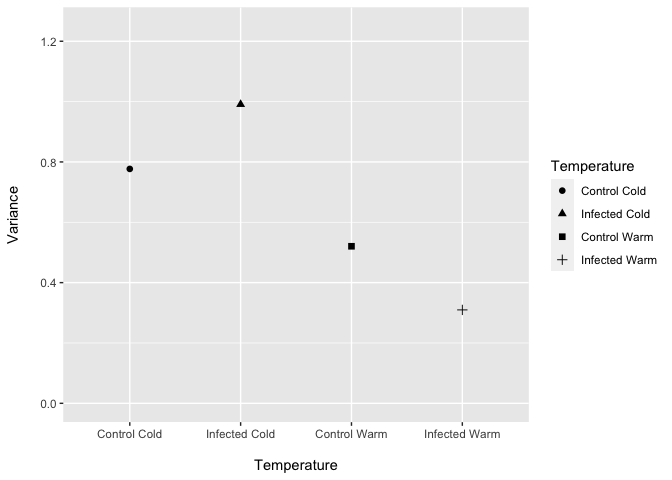 1.2
0.8
0.4
0.0
Variance
Control Cold
Infected Cold
Control Warm
Infected Warm
Temperature
Temperature
Control Cold
Infected Cold
Control Warm
Infected Warm